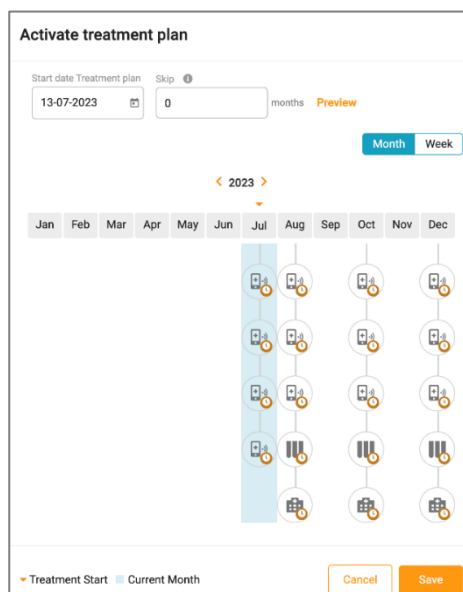 Activate treatment plan
Start date Treatment plan Skip
13-07-2023 0 months Preview
Month Week
2023
Jan Feb Mar Apr May Jun Jul Aug Sep Oct Nov Dec
Treatment Start Current Month Cancel Save